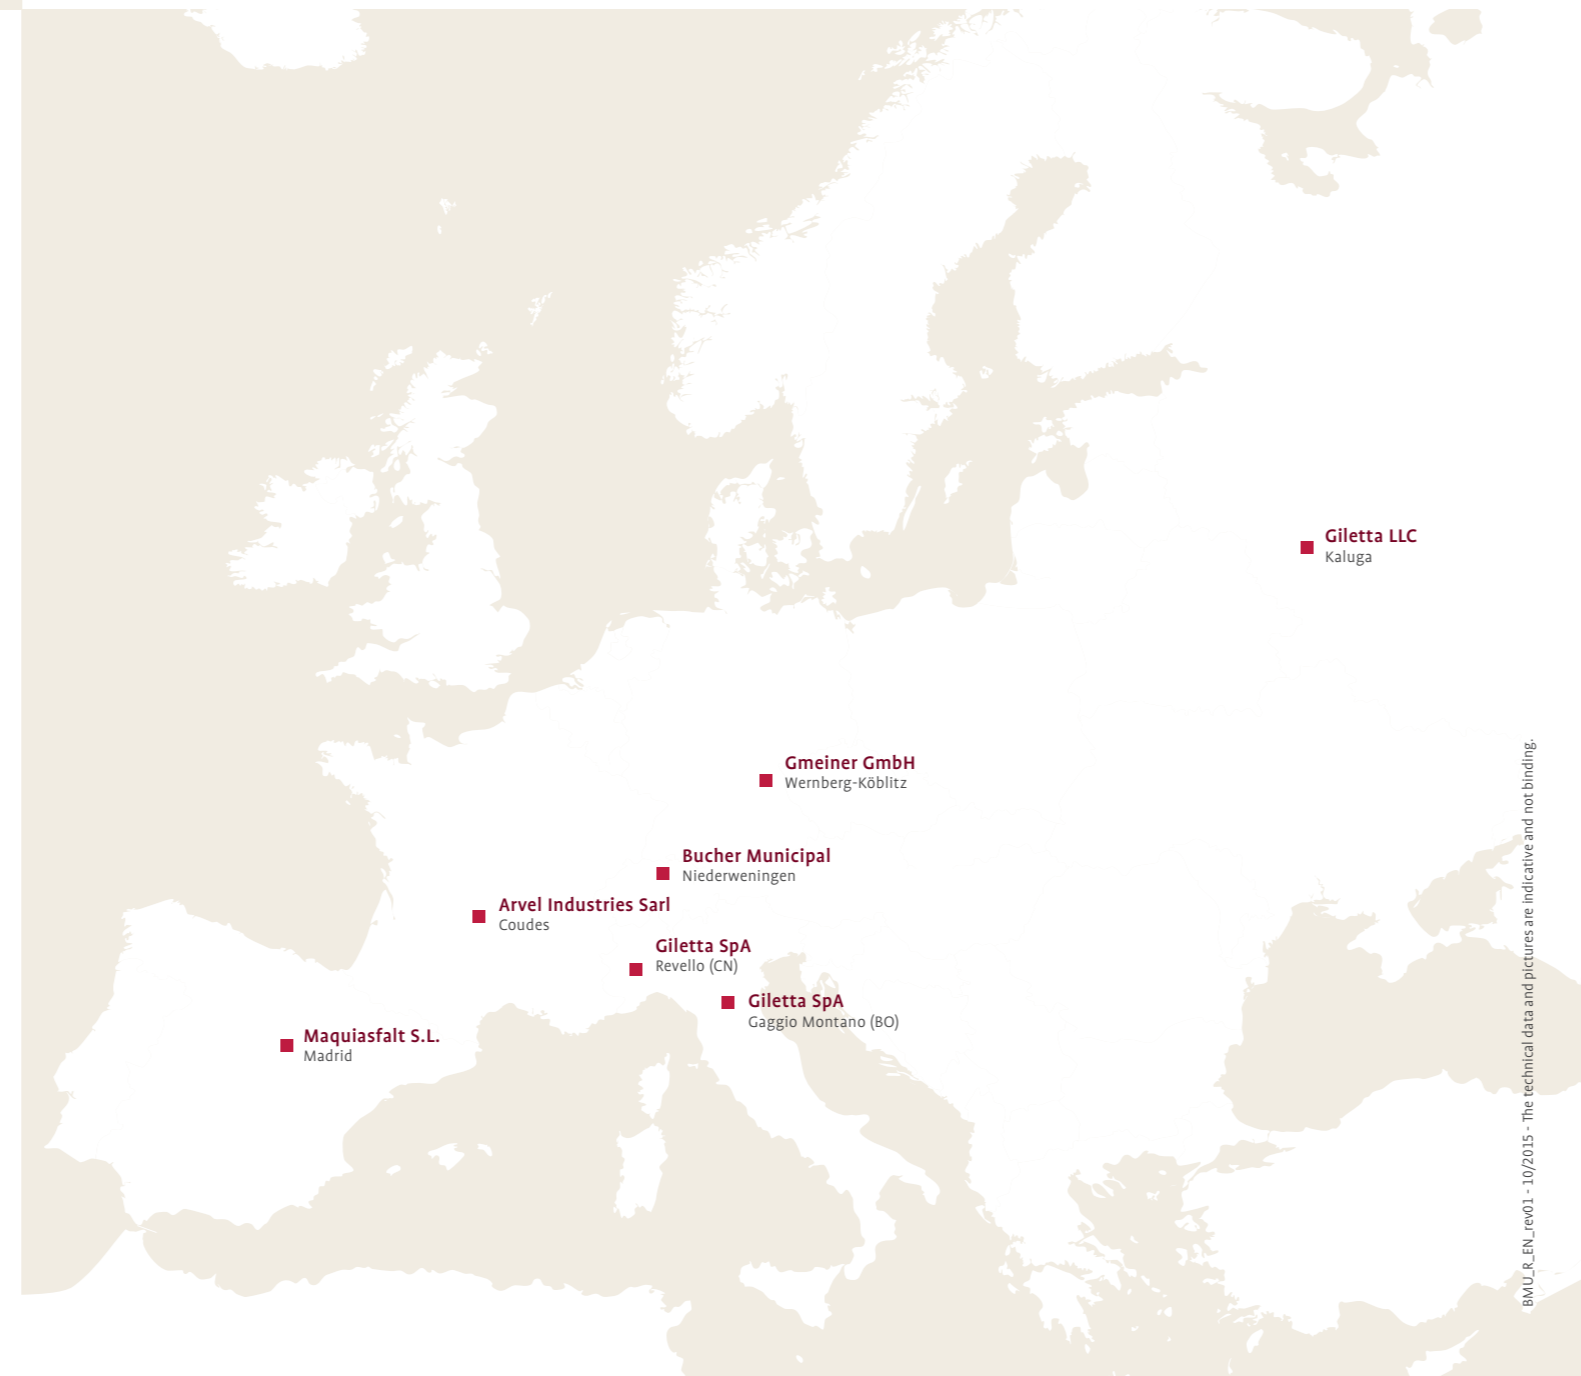 Giletta LLC
Kaluga
Gmeiner GmbH
Wernberg-Köblitz
Bucher Municipal
Niederweningen
Arvel Industries Sarl
Coudes
Giletta SpA
Revello (CN)
Giletta SpA
Gaggio Montano (BO)
Maquiasfalt S.L.
Madrid
BMU_R_EN_rev01 - 10/2015 - The technical data and pictures are indicative and not binding.